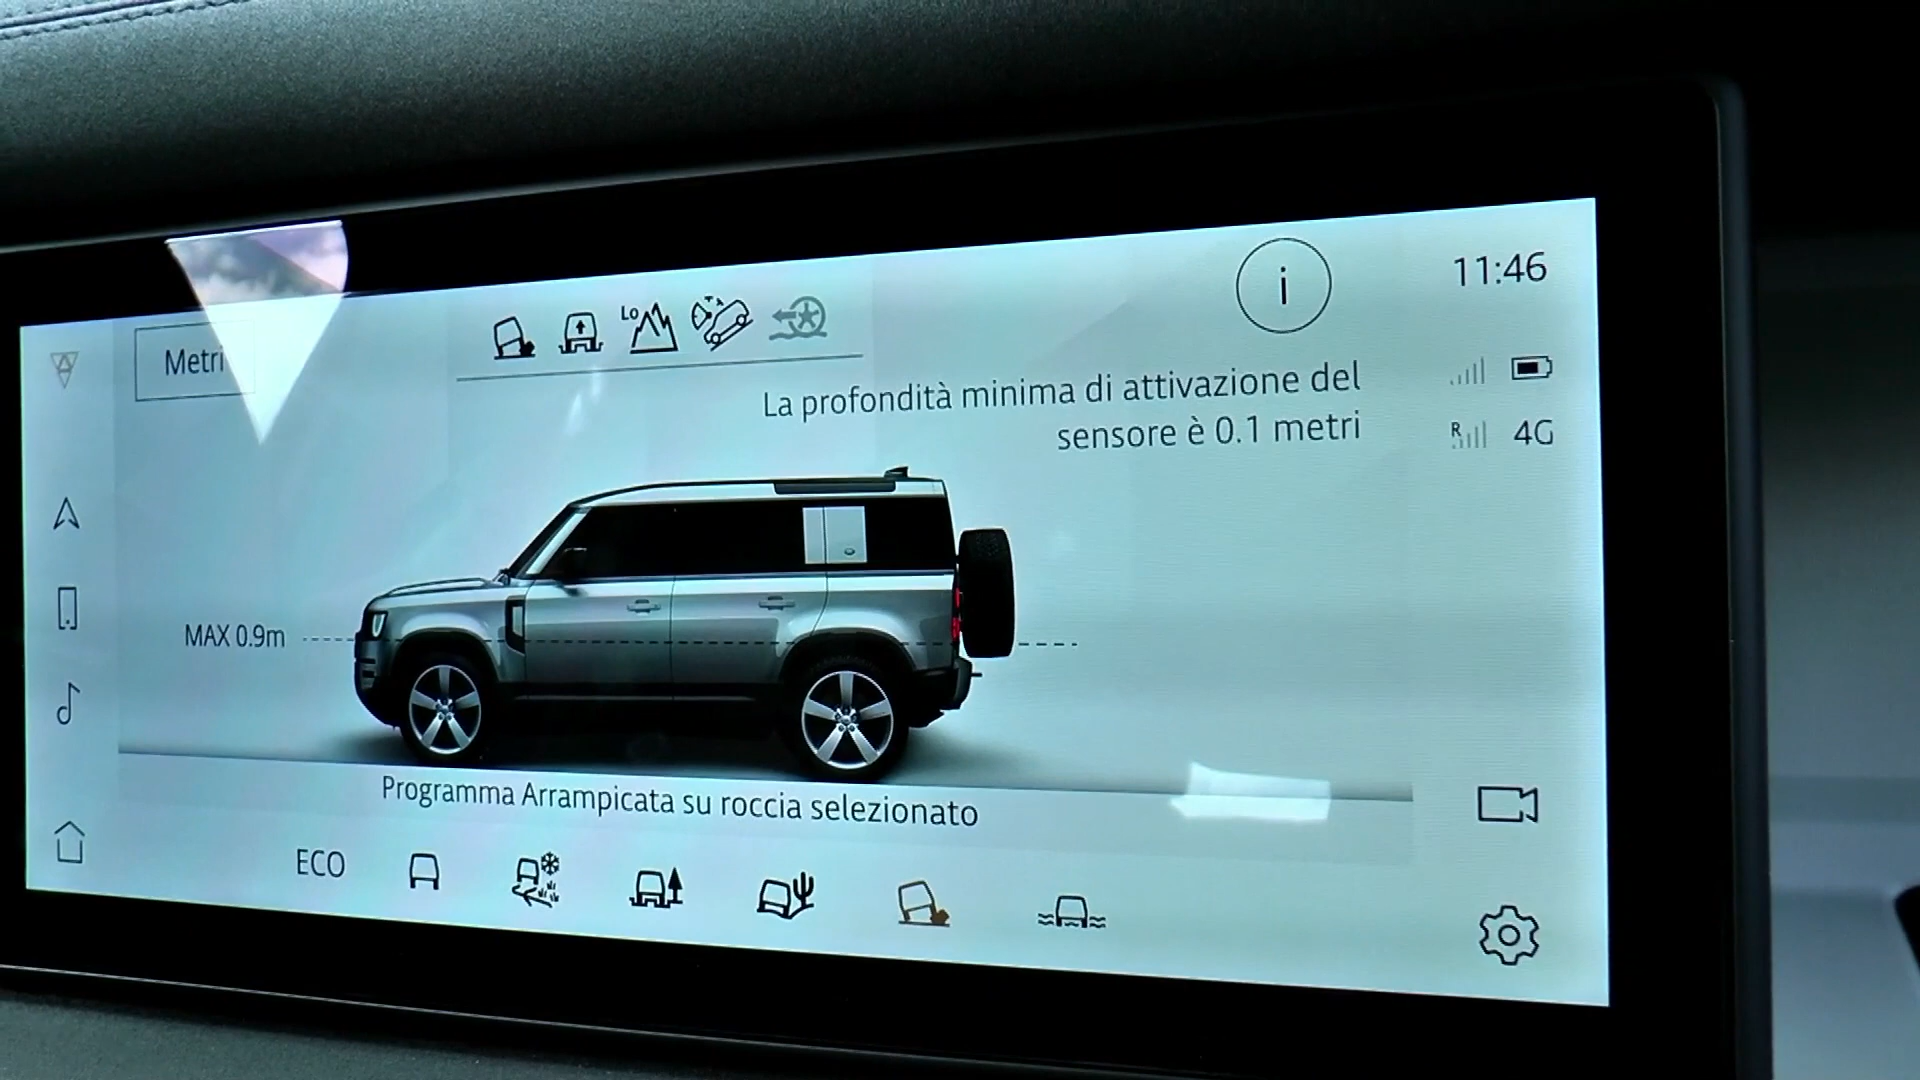 Metri
Lo
i
11:46
La profondità minima di attivazione del
sensore è 0.1 metri
R
4G
MAX 0.9m
Programma Arrampicata su roccia selezionato
ECO